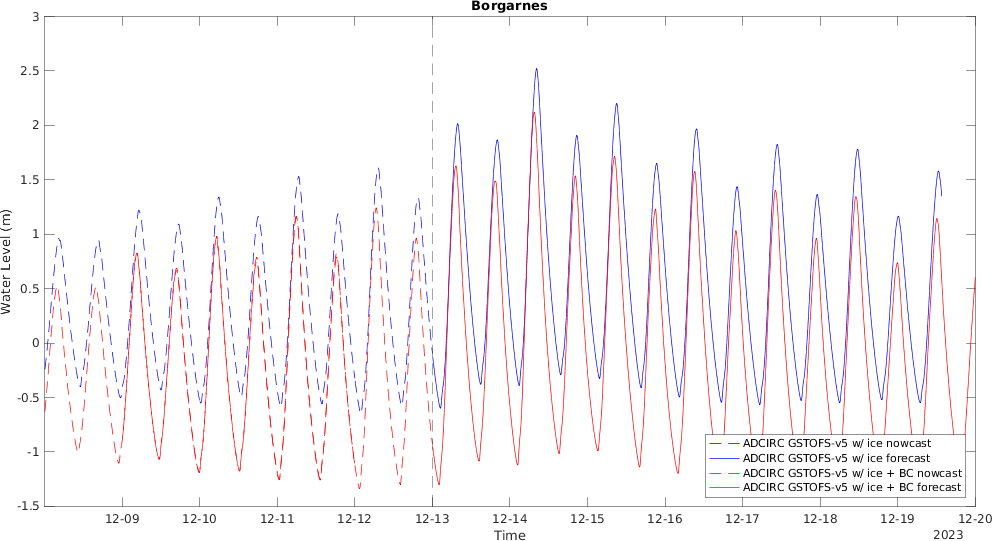 Borgarnes
Water Level (m)
3
2.5
2
1.5
1
0.5
0
-0.5
-1
-1.5
ADCIRC GSTOFS-v5 w/ ice nowcast
ADCIRC GSTOFS-v5 w/ ice forecast
ADCIRC GSTOFS-v5 w/ ice + BC nowcast
ADCIRC GSTOFS-v5 w/ ice + BC forecast
12-09 12-10 12-11 12-12 12-13 12-14 12-15 12-16 12-17 12-18 12-19 12-20
Time
2023